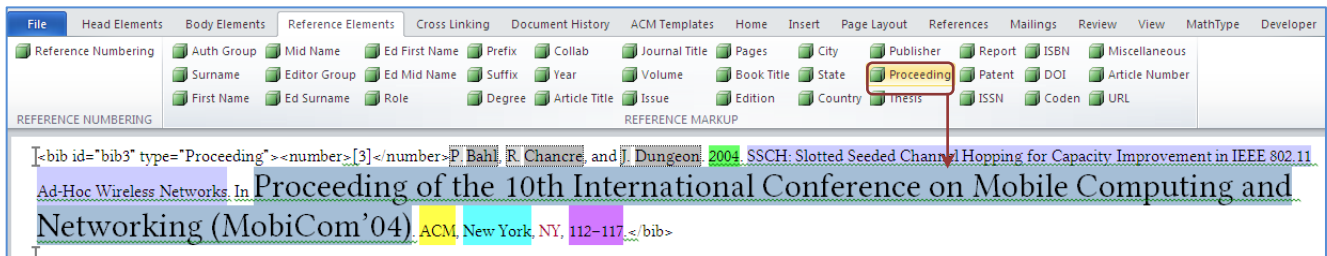 File Head Elements Body Elements Reference Elements Cross Linking Document History ACM Templates Home Insert Page Layout References Mailings Review View MathType Developer
Reference Numbering Auth Group Mid Name Ed First Name Prefix Collab Journal Title Pages City Publisher Report ISBN Miscellaneous
Surname Editor Group Ed Mid Name Suffix Year Volume Book Title State Proceeding Patent DOI Article Number
First Name Ed Surname Role Degree Article Title Issue Edition Country Thesis ISSN Coden URL
REFERENCE NUMBERING REFERENCE MARKUP
<bib id="bib3" type="Proceeding"><number>[3]</number>P. Bahl, R. Chancre, and J. Dungeon. 2004. SSCH: Slotted Seeded Channel Hopping for Capacity Improvement in IEEE 802.11
Ad-Hoc Wireless Networks. In Proceeding of the 10th International Conference on Mobile Computing and
Networking (MobiCom’04). ACM, New York, NY, 112–117.</bib>